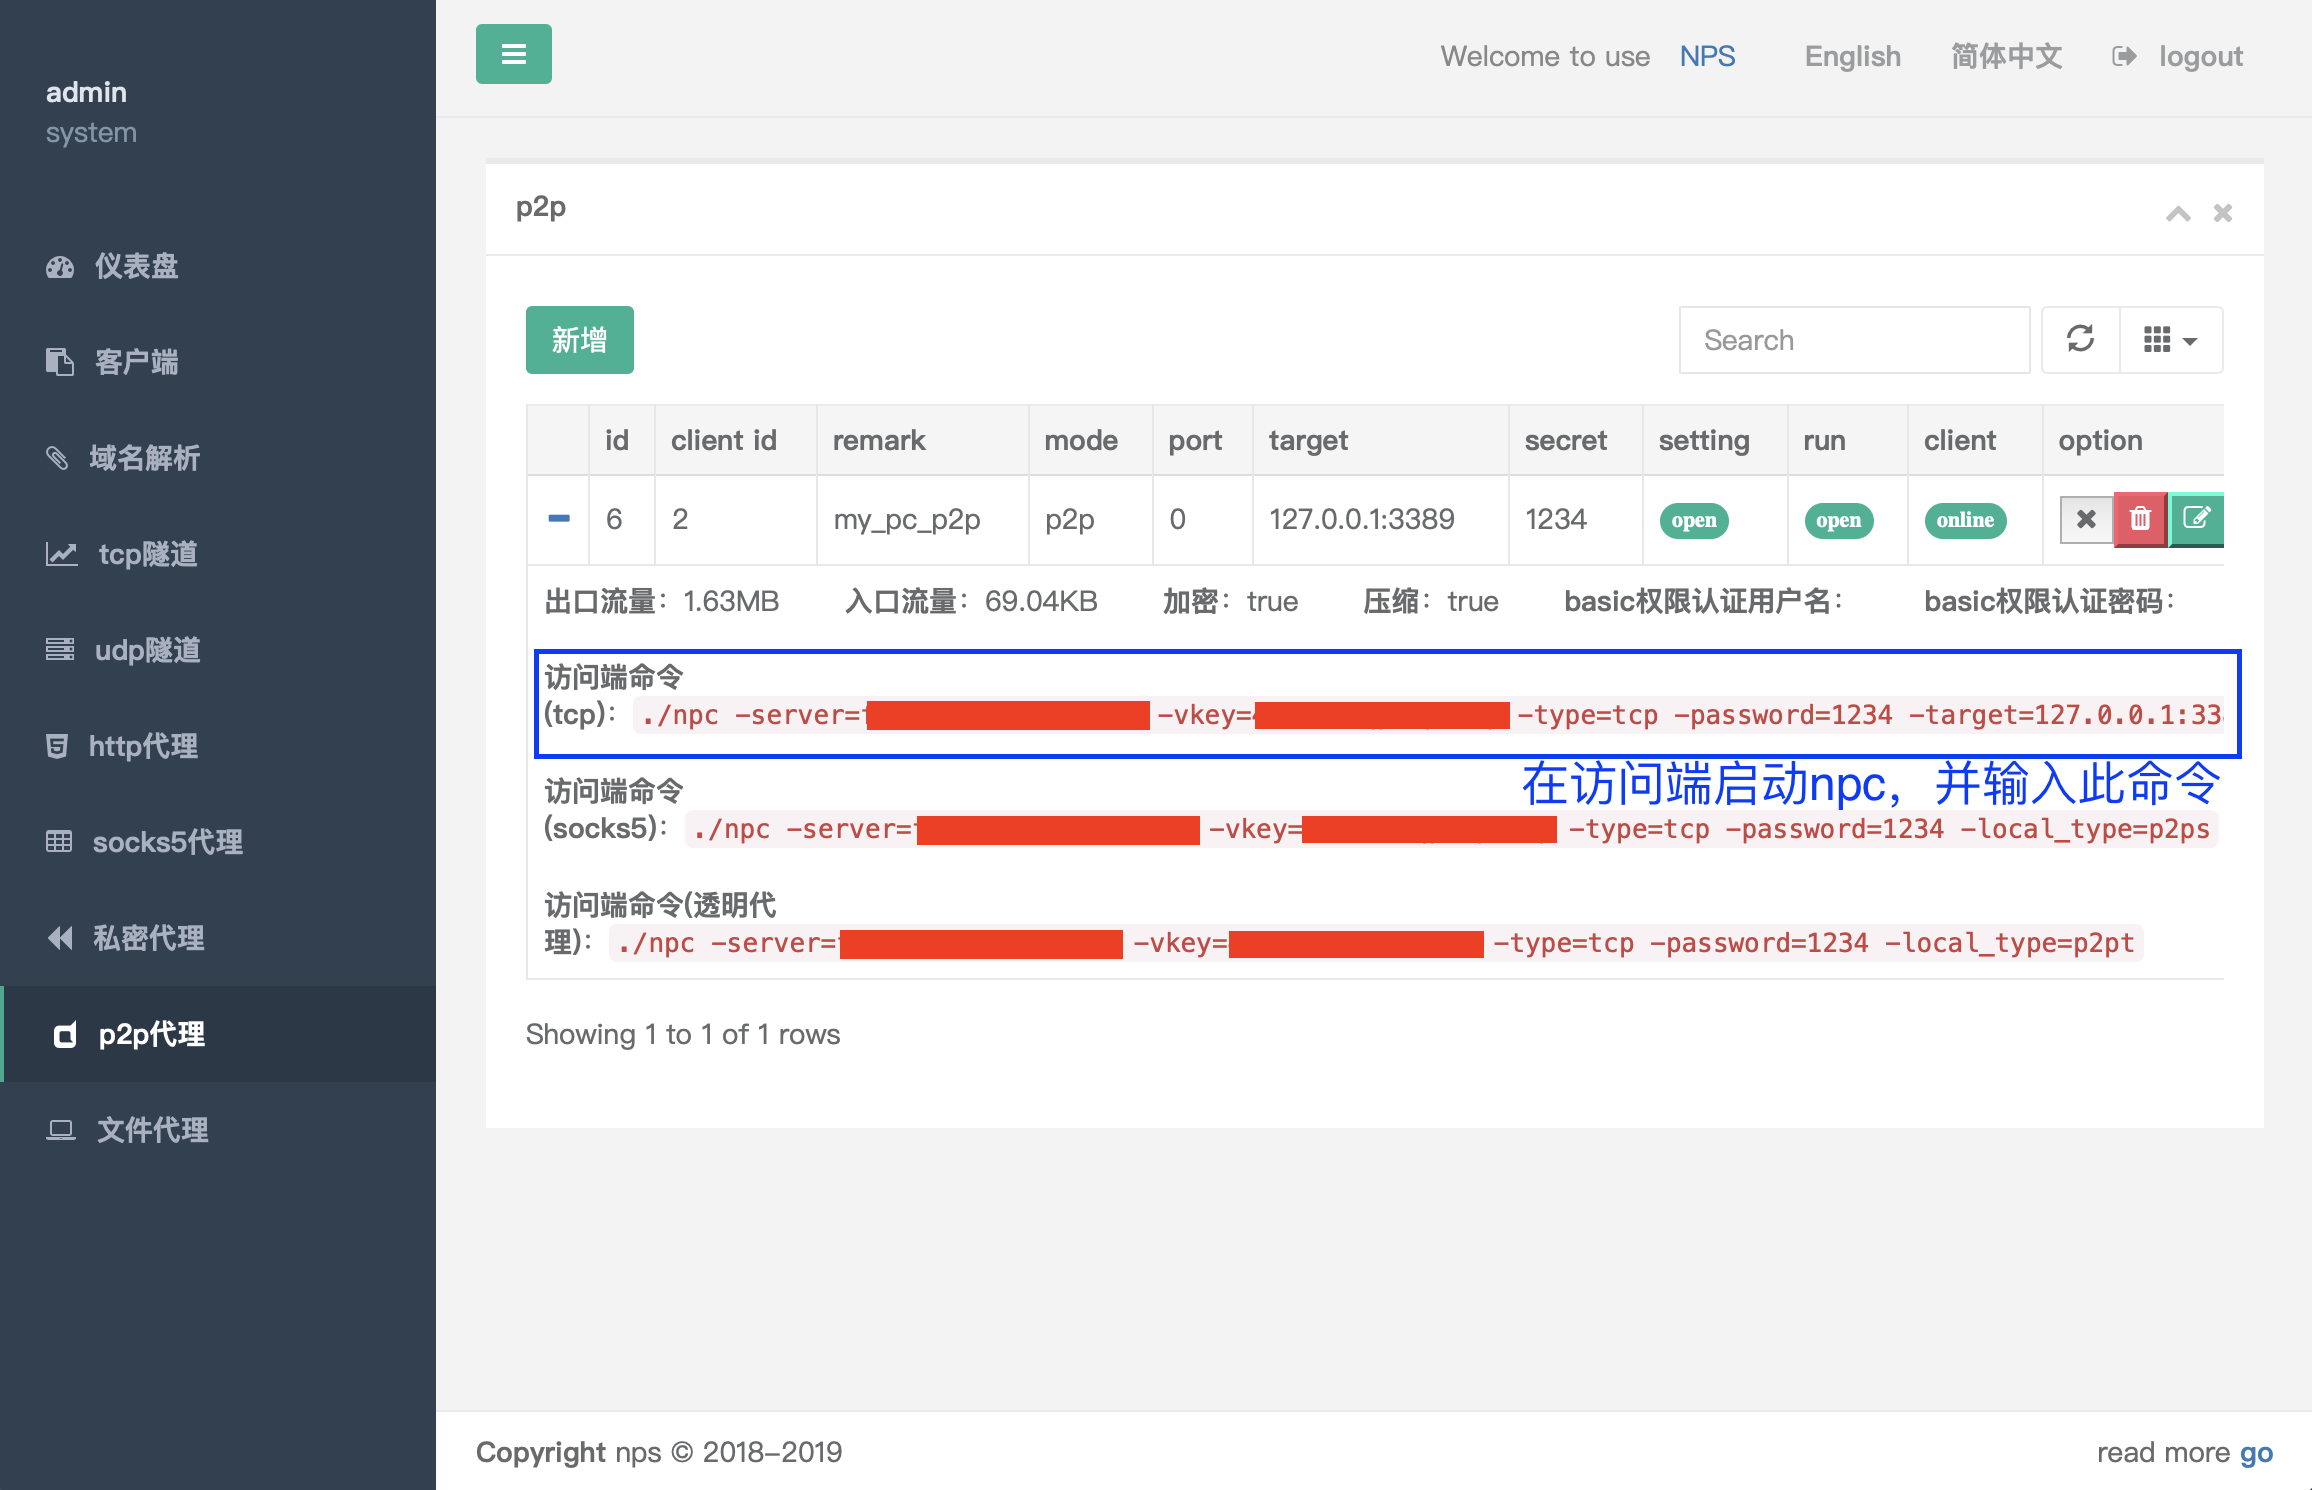 admin
system
仪表盘
客户端
域名解析
tcp隧道
udp隧道
http代理
socks5代理
私密代理
p2p代理
文件代理
Welcome to use NPS English 简体中文 logout
p2p
新增
Search
id client id remark mode port target secret setting run client option
6 2 my_pc_p2p p2p 0 127.0.0.1:3389 1234 open open online
出口流量：1.63MB 入口流量：69.04KB 加密：true 压缩：true basic权限认证用户名： basic权限认证密码：
访问端命令
(tcp)： ./npc -server= -vkey= -type=tcp -password=1234 -target=127.0.0.1:33
在访问端启动npc，并输入此命令
访问端命令
(socks5)： ./npc -server= -vkey= -type=tcp -password=1234 -local_type=p2ps
访问端命令(透明代
理)： ./npc -server= -vkey= -type=tcp -password=1234 -local_type=p2pt
Showing 1 to 1 of 1 rows
Copyright nps © 2018-2019
read more go